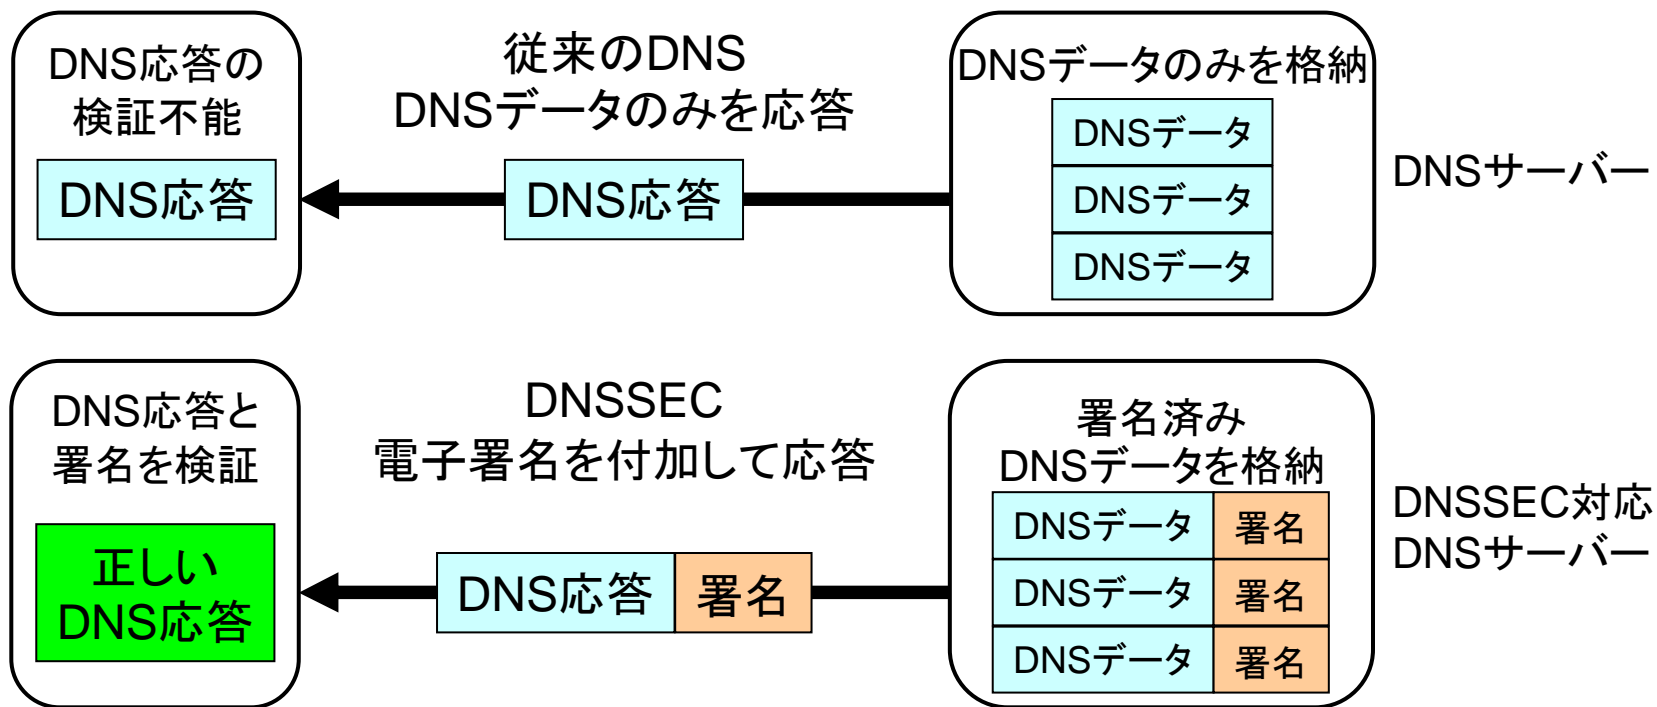 DNS応答の
検証不能
DNS応答
従来のDNS
DNSデータのみを応答
DNS応答
DNSデータのみを格納
DNSデータ
DNSデータ
DNSデータ
DNSサーバー
DNS応答と
署名を検証
正しい
DNS応答
DNSSEC
電子署名を付加して応答
DNS応答 署名
署名済み
DNSデータを格納
DNSデータ 署名
DNSデータ 署名
DNSデータ 署名
DNSSEC対応
DNSサーバー